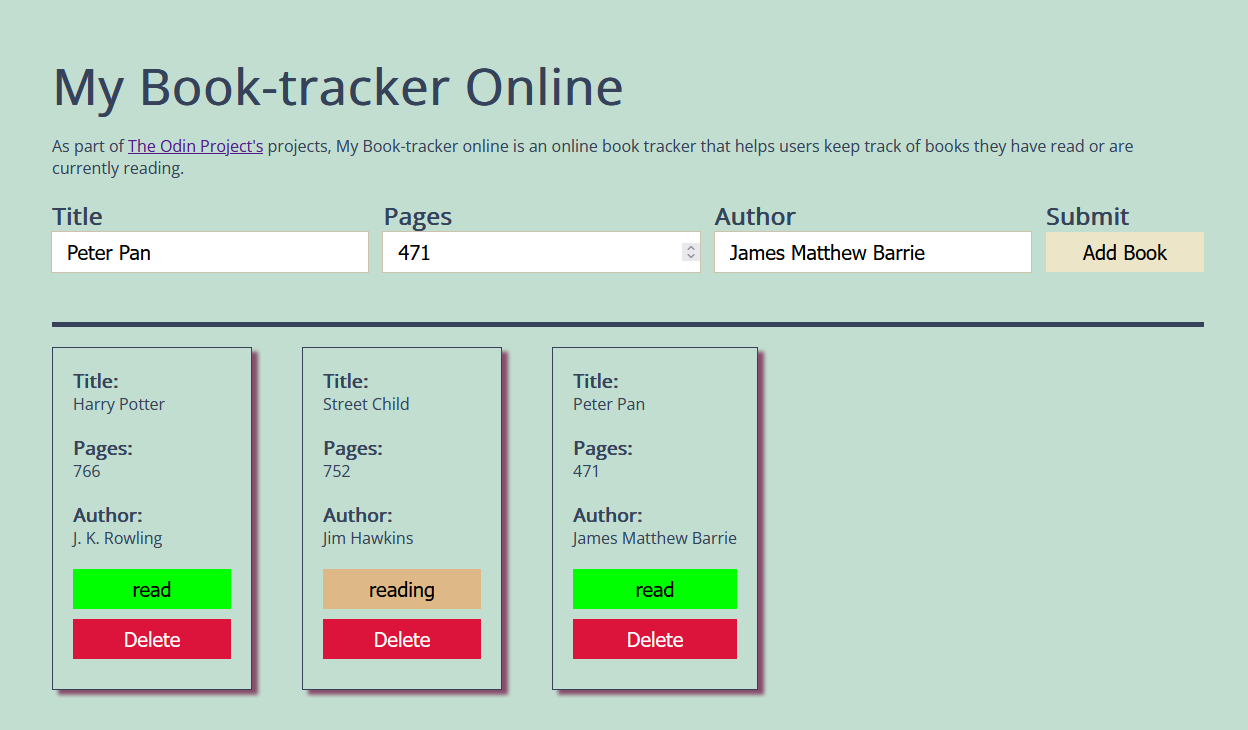 My Book-tracker Online
As part of The Odin Project's projects, My Book-tracker online is an online book tracker that helps users keep track of books they have read or are
currently reading.
Title Pages Author Submit
Peter Pan 471 James Matthew Barrie Add Book
Title:
Harry Potter
Pages:
766
Author:
J. K. Rowling
read
Delete
Title:
Street Child
Pages:
752
Author:
Jim Hawkins
reading
Delete
Title:
Peter Pan
Pages:
471
Author:
James Matthew Barrie
read
Delete